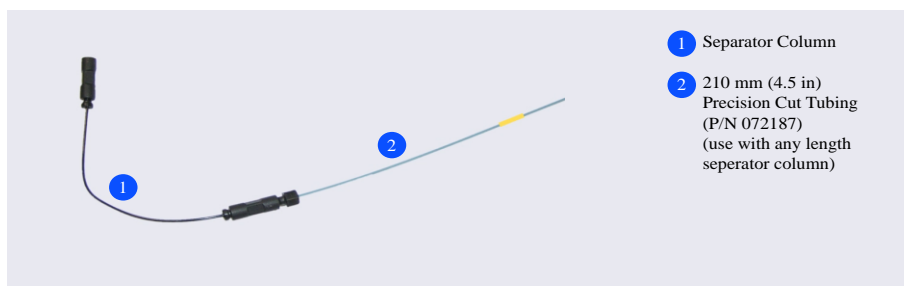 1 Separator Column
2 210 mm (4.5 in)
Precision Cut Tubing
(P/N 072187)
(use with any length
seperator column)
2
1